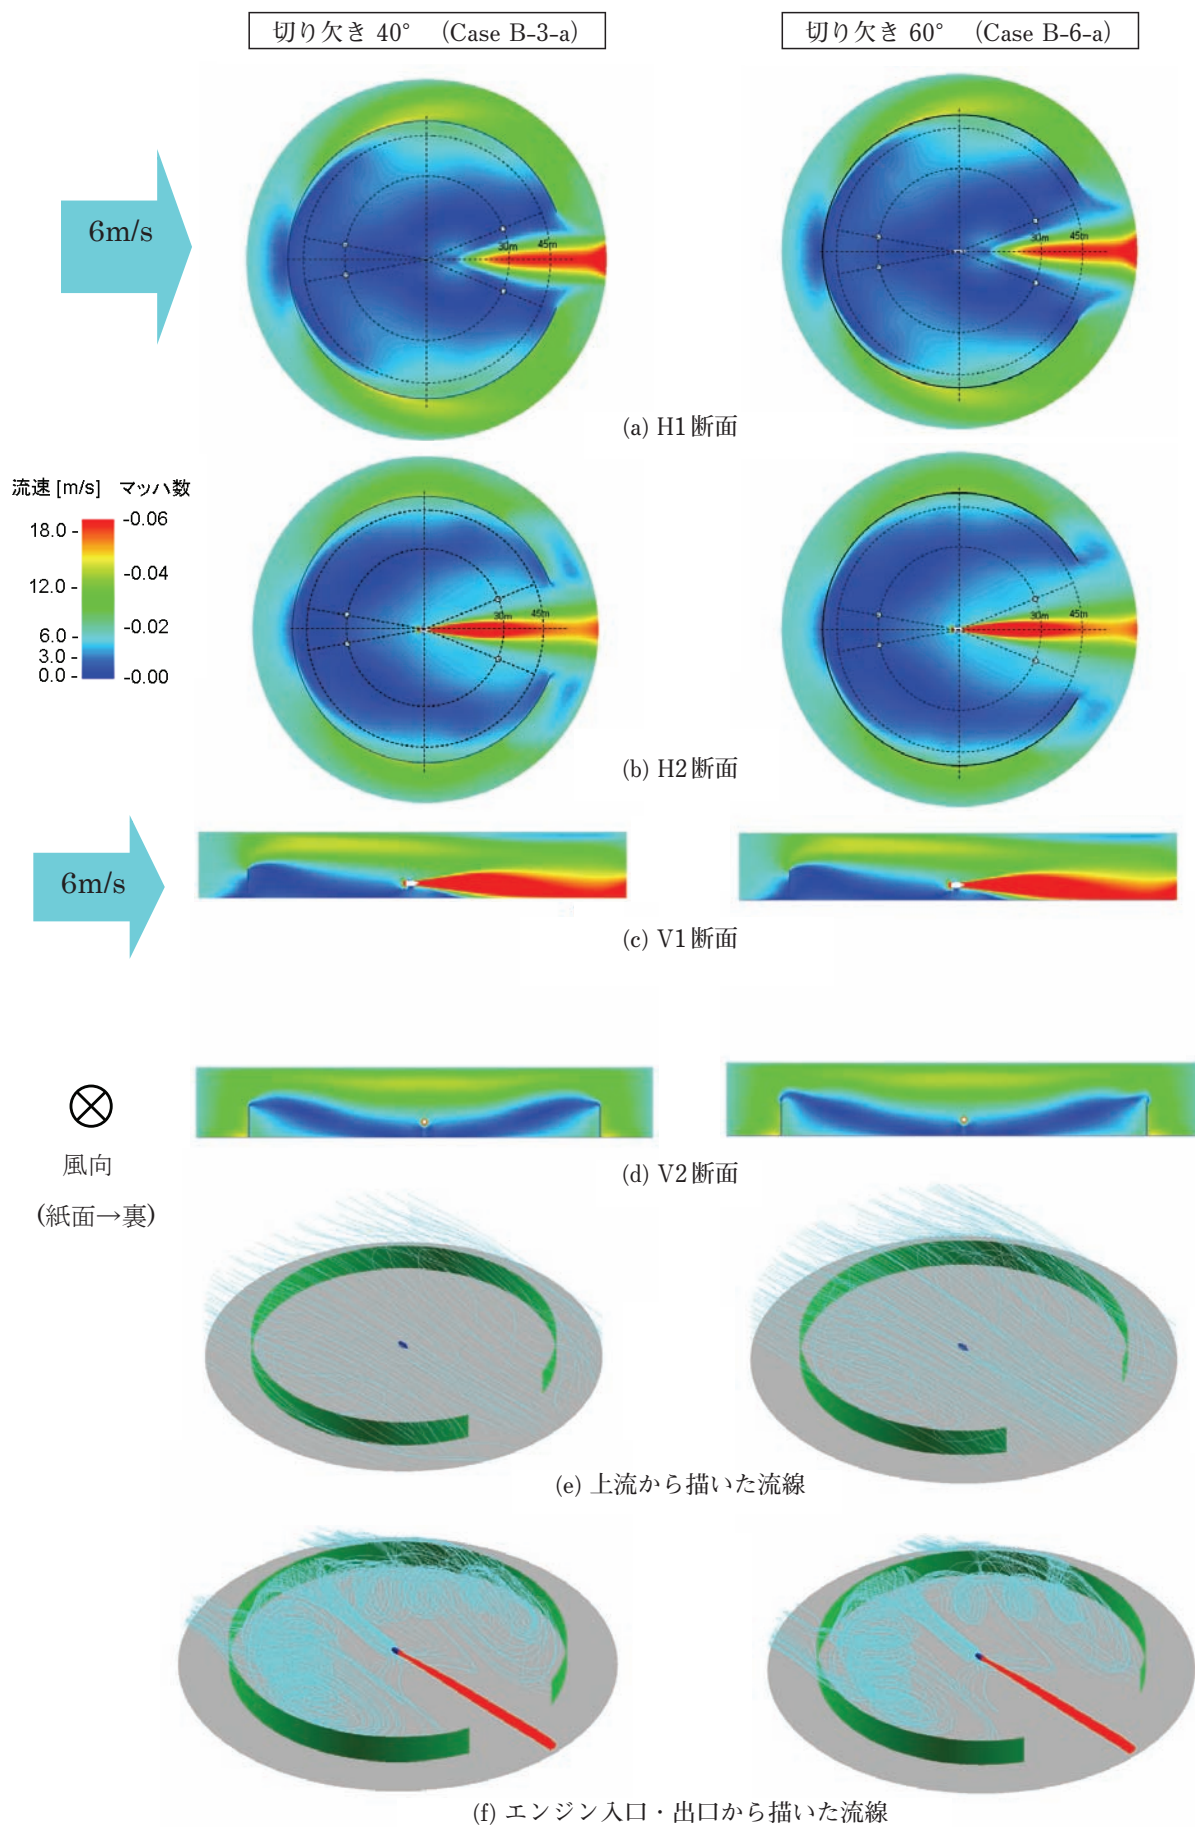 切り欠き 40° (Case B-3-a)
切り欠き 60° (Case B-6-a)
6m/s
30m
45m
30m
45m
(a) H1断面
流速 [m/s] マッハ数
18.0 -
-0.06
-0.04
12.0 -
6.0 -
-0.02
3.0 -
0.0 -
-0.00
30m
45m
30m
45m
(b) H2断面
6m/s
(c) V1断面
風向
(紙面→裏)
(d) V2断面
(e) 上流から描いた流線
(f) エンジン入口・出口から描いた流線